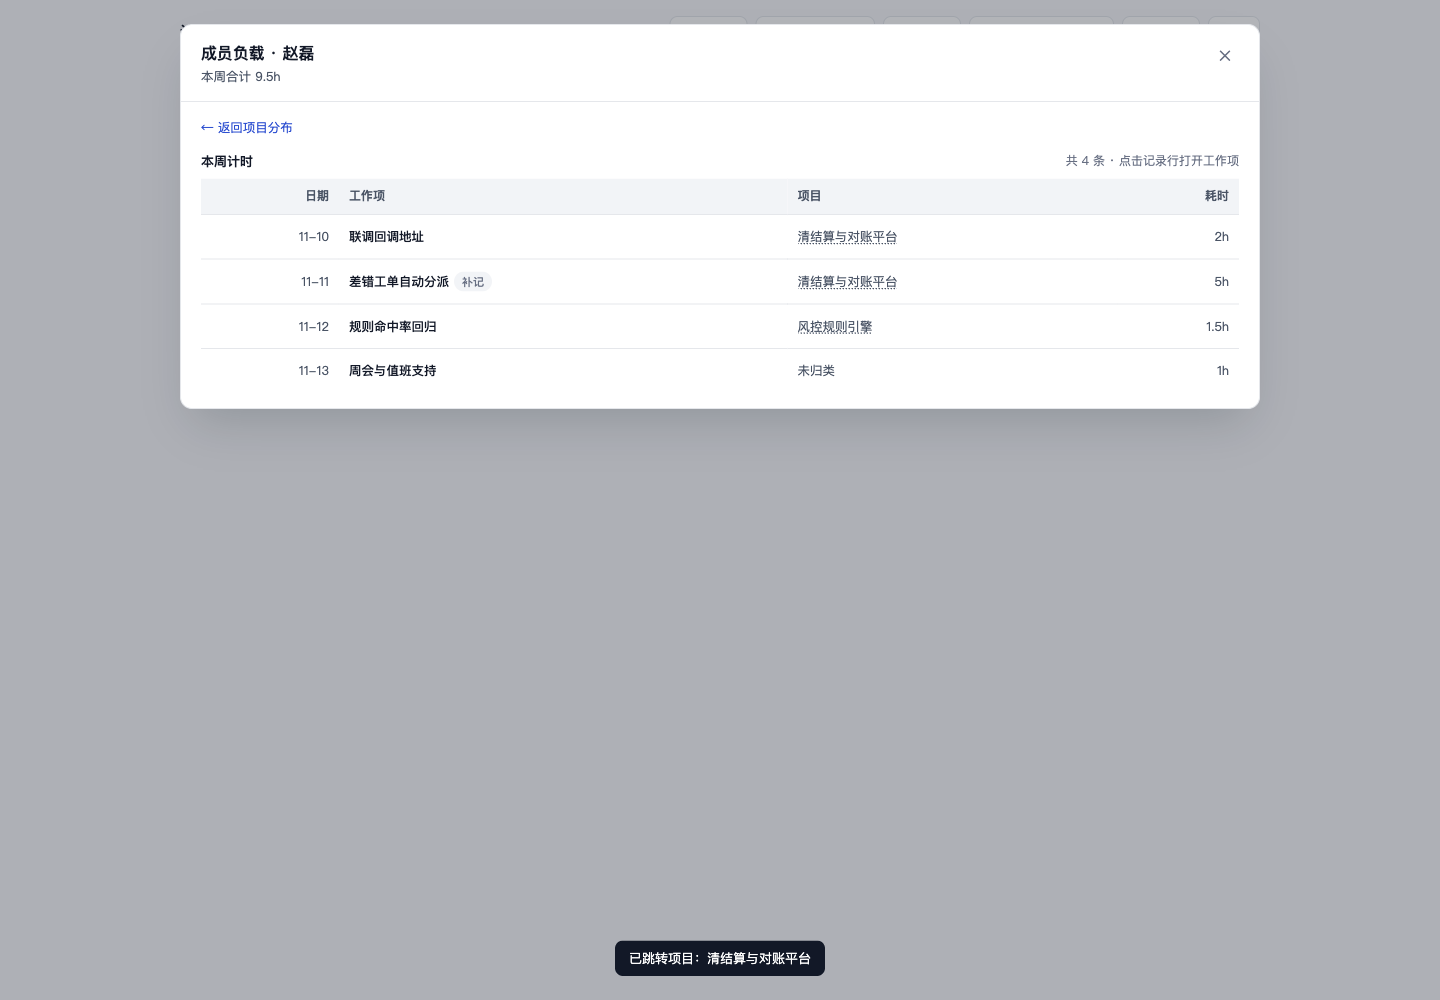 成员负载 · 赵磊
本周合计 9.5h
← 返回项目分布
本周计时
共 4 条 · 点击记录行打开工作项
日期 工作项 项目 耗时
11-10 联调回调地址 清结算与对账平台 2h
11-11 差错工单自动分派 补记 清结算与对账平台 5h
11-12 规则命中率回归 风控规则引擎 1.5h
11-13 周会与值班支持 未归类 1h
已跳转项目：清结算与对账平台